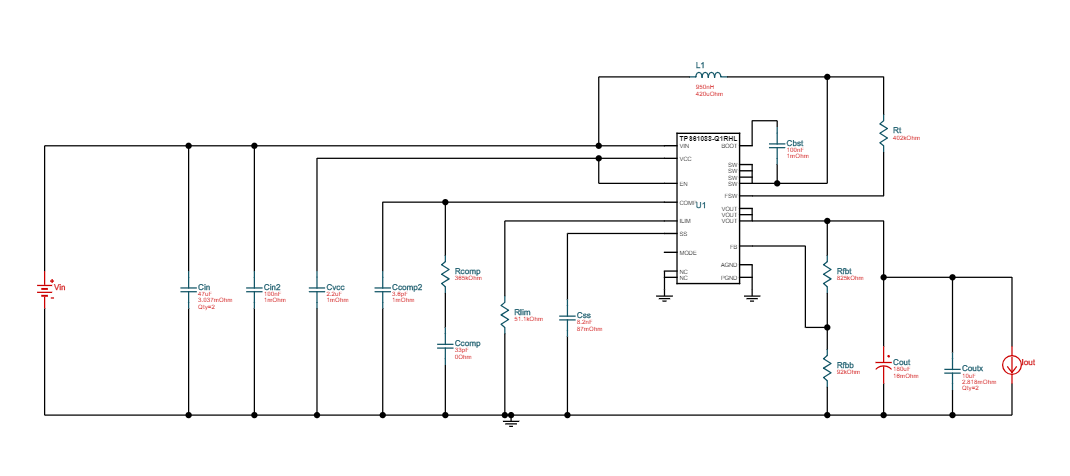 L1
950nH
420uOhm
TPS61088-Q1RHL
VIN
BOOT
VCC
SW
SW
SW
EN
SW
FSW
COMP
U1
VOUT
VOUT
ILIM
VOUT
SS
FB
MODE
AGND
NC
NC
PGND
Cbst
100nF
1mOhm
Rt
402kOhm
Vin
Cin
47uF
3.037mOhm
Qty=2
Cin2
100nF
1mOhm
Cvcc
2.2uF
1mOhm
Ccomp2
3.6pF
1mOhm
Rcomp
365kOhm
Ccomp
33pF
0Ohm
Rlim
51.1kOhm
Css
8.2nF
87mOhm
Rfbt
825kOhm
Rfbb
92kOhm
Cout
180uF
16mOhm
Coutx
10uF
2.818mOhm
Qty=2
Iout